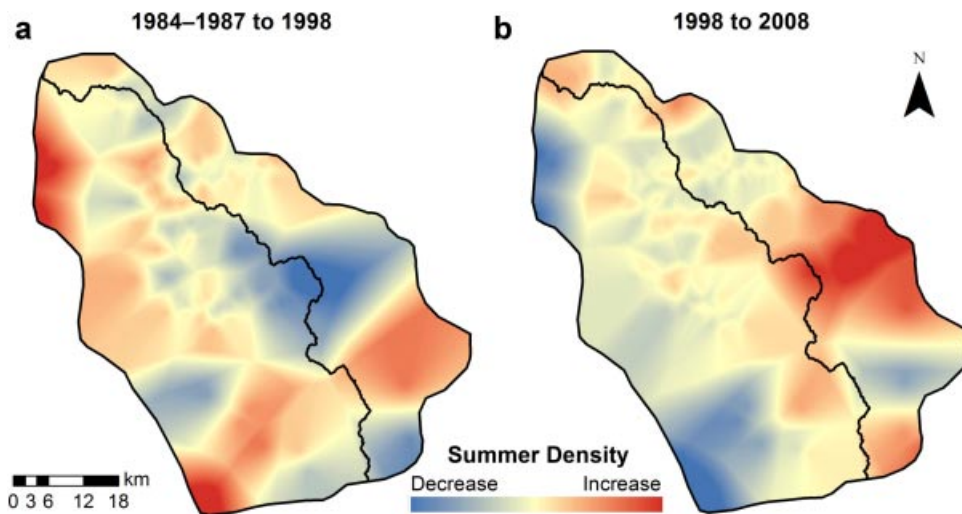 a
1984–1987 to 1998
b
1998 to 2008
N
km
0 3 6 12 18
Summer Density
Decrease
Increase